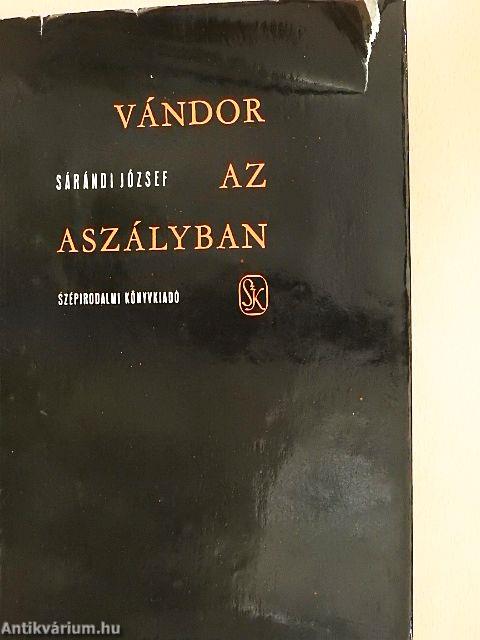 VÁNDOR
SÁRÁNDI JÓZSEF AZ
ASZÁLYBAN
SZÉPIRODALMI KÖNYVKIADÓ SzK
Antikvárium.hu